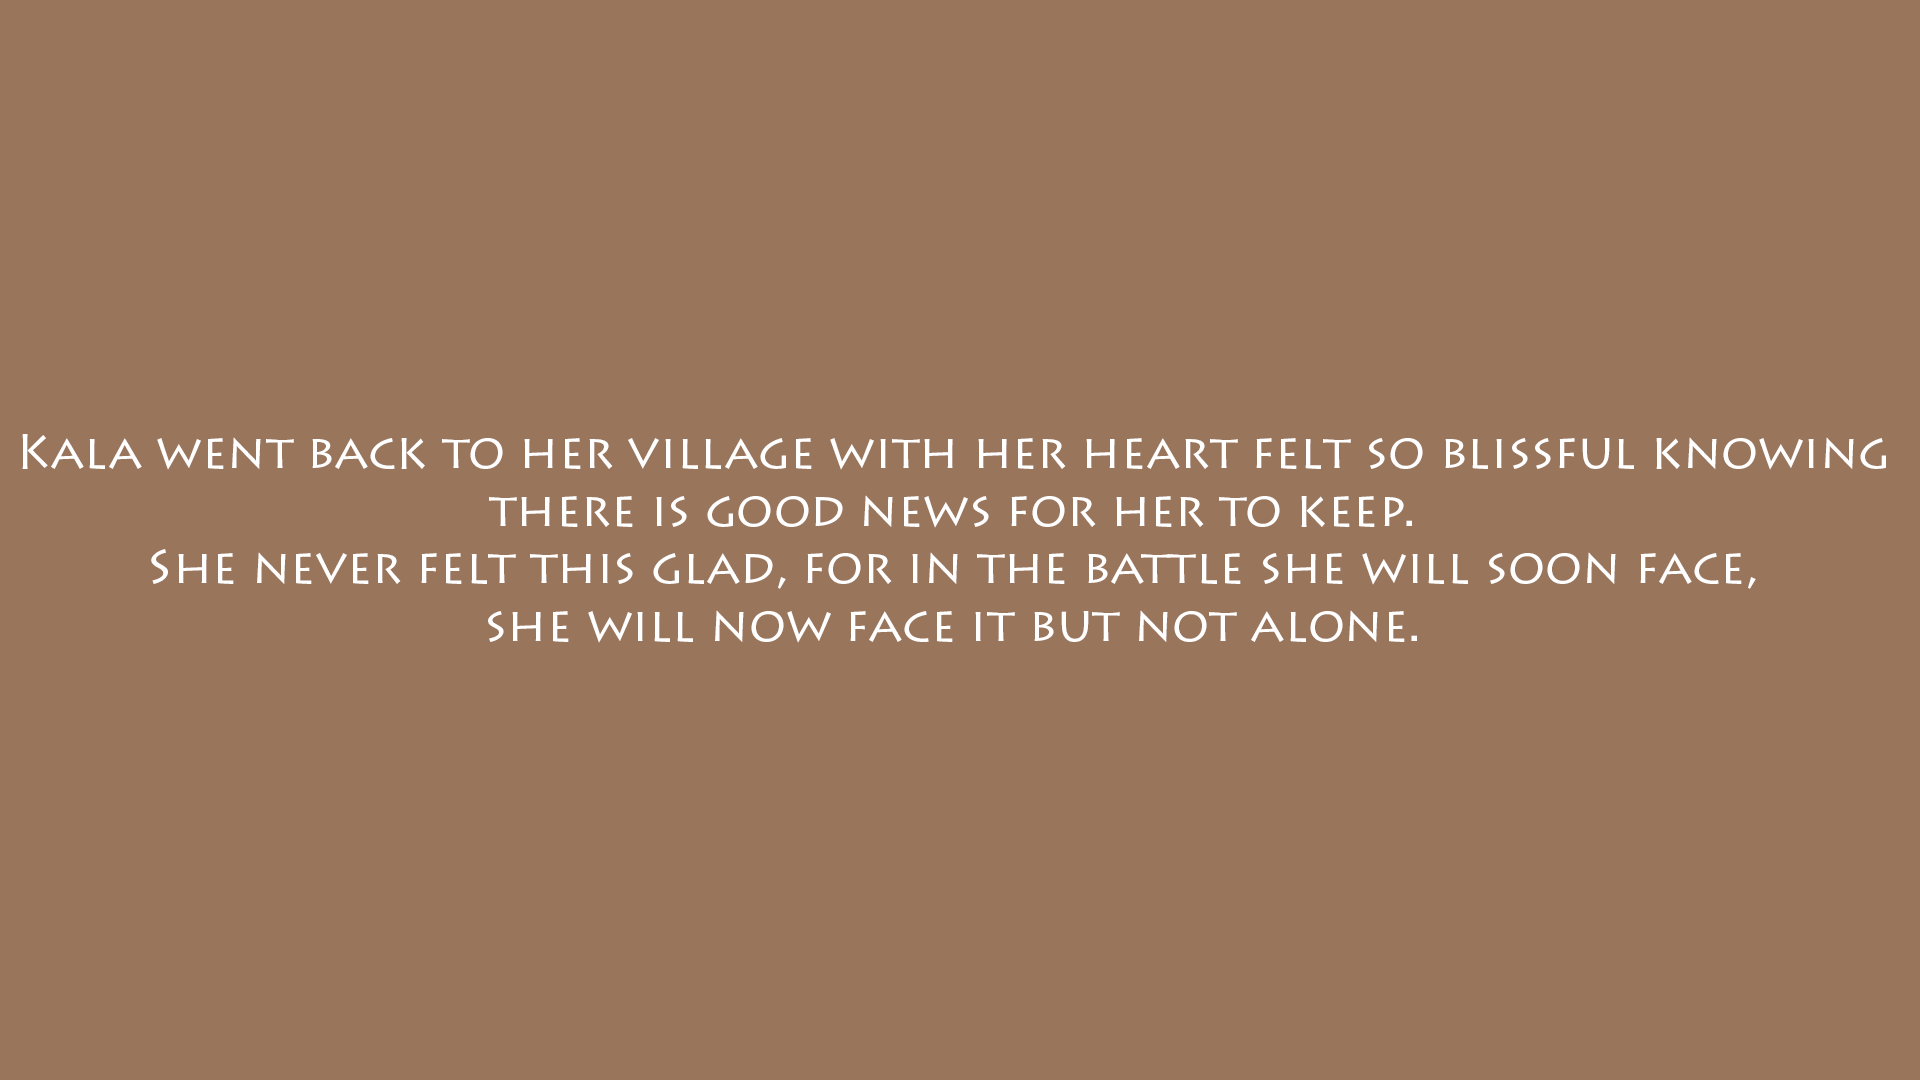 Kala went back to her village with her heart felt so blissful knowing
there is good news for her to keep.
She never felt this glad, for in the battle she will soon face,
she will now face it but not alone.